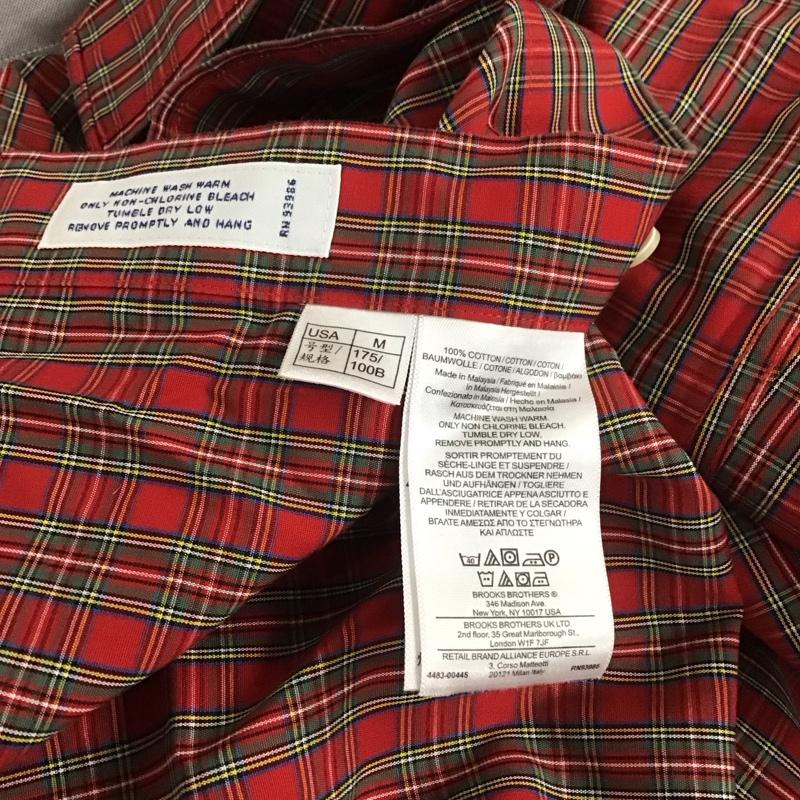 MACHINE WASH WARM
ONLY NON-CHLORINE BLEACH
TUMBLE DRY LOW
REMOVE PROMPTLY AND HANG
RN 93986
USA M
号型/规格 175/100B
100% COTTON / COTTON / COTON /
BAUMWOLLE / COTONE / ALGODON / βαμβάκι
Made in Malaysia / Fabriqué en Malaisie /
in Malaysia Hergestellt /
Confezionato in Malesia / Hecho en Malasia /
Κατασκευάζεται στη Μαλαισία
MACHINE WASH WARM.
ONLY NON CHLORINE BLEACH.
TUMBLE DRY LOW,
REMOVE PROMPTLY AND HANG.
SORTIR PROMPTEMENT DU
SÈCHE-LINGE ET SUSPENDRE /
RASCH AUS DEM TROCKNER NEHMEN
UND AUFHÄNGEN / TOGLIERE
DALL'ASCIUGATRICE APPENA ASCIUTTO E
APPENDERE / RETIRAR DE LA SECADORA
INMEDIATAMENTE Y COLGAR /
ΒΓΑΛΤΕ ΑΜΕΣΩΣ ΑΠΟ ΤΟ ΣΤΕΓΝΩΤΗΡΑ
ΚΑΙ ΑΠΛΩΣΤΕ
40 P
BROOKS BROTHERS ®
346 Madison Ave.
New York, NY 10017 USA
BROOKS BROTHERS UK LTD.
2nd floor, 35 Great Marlborough St.,
London W1F 7JF
RETAIL BRAND ALLIANCE EUROPE S.R.L
3, Corso Matteotti
4483-00445 20121 Milan Italy RN93986